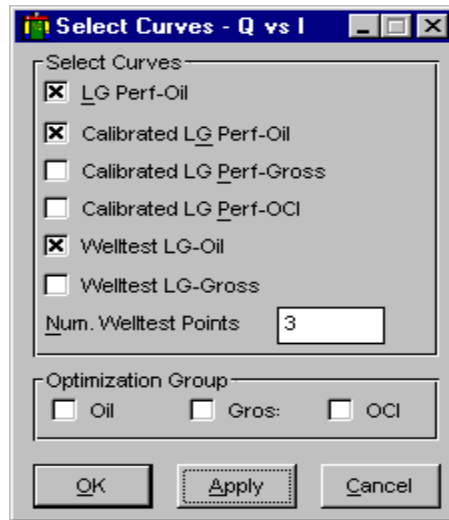 Select Curves - Q vs I
Select Curves
LG Perf-Oil
Calibrated LG Perf-Oil
Calibrated LG Perf-Gross
Calibrated LG Perf-OCI
Welltest LG-Oil
Welltest LG-Gross
Num. Welltest Points 3
Optimization Group
Oil Gros: OCI
OK Apply Cancel